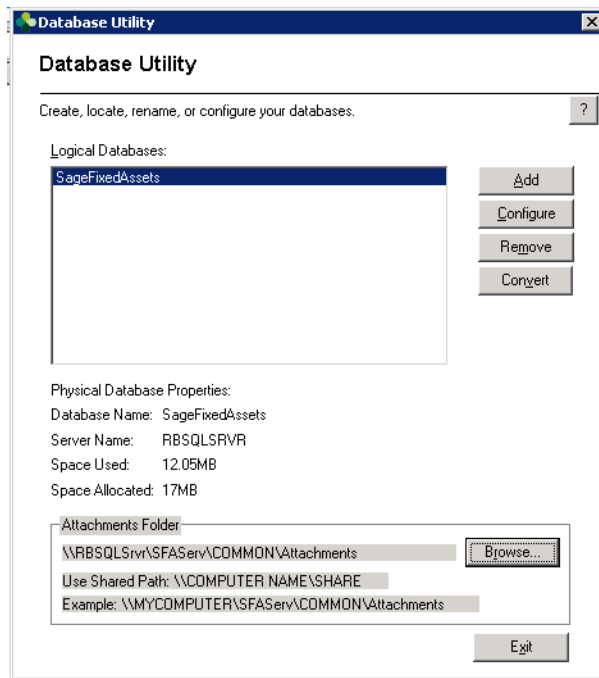 Database Utility
Database Utility
Create, locate, rename, or configure your databases.
?
Logical Databases:
SageFixedAssets
Add
Configure
Remove
Convert
Physical Database Properties:
Database Name: SageFixedAssets
Server Name: RBSQLSRVR
Space Used: 12.05MB
Space Allocated: 17MB
Attachments Folder
\\RBSQLSrvr\SFAServ\COMMON\Attachments
Browse...
Use Shared Path: \\COMPUTER NAME\SHARE
Example: \\MYCOMPUTER\SFAServ\COMMON\Attachments
Exit